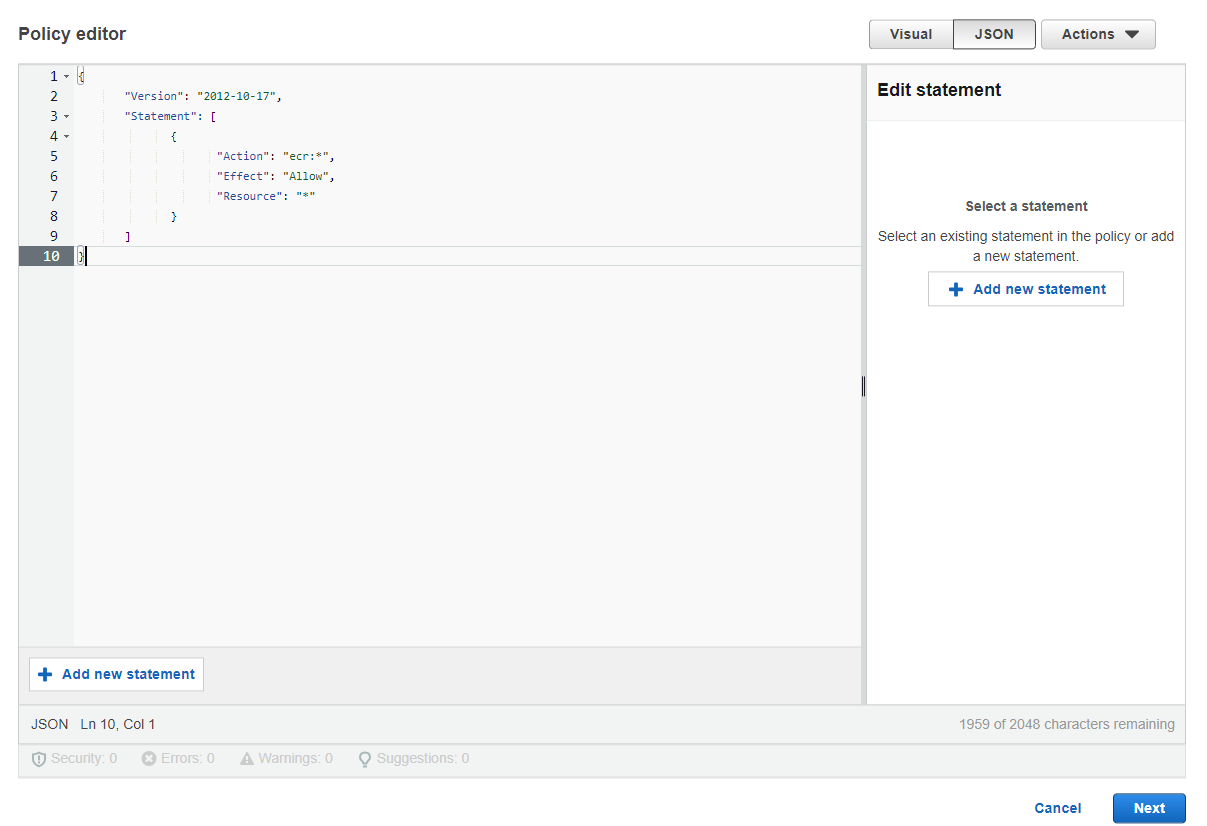 Policy editor
Visual
JSON
Actions
1 {
2 "Version": "2012-10-17",
3 "Statement": [
4 {
5 "Action": "ecr:*",
6 "Effect": "Allow",
7 "Resource": "*"
8 }
9 ]
10 }
Edit statement
Select a statement
Select an existing statement in the policy or add
a new statement.
Add new statement
Add new statement
JSON Ln 10, Col 1
1959 of 2048 characters remaining
Security: 0 Errors: 0 Warnings: 0 Suggestions: 0
Cancel
Next